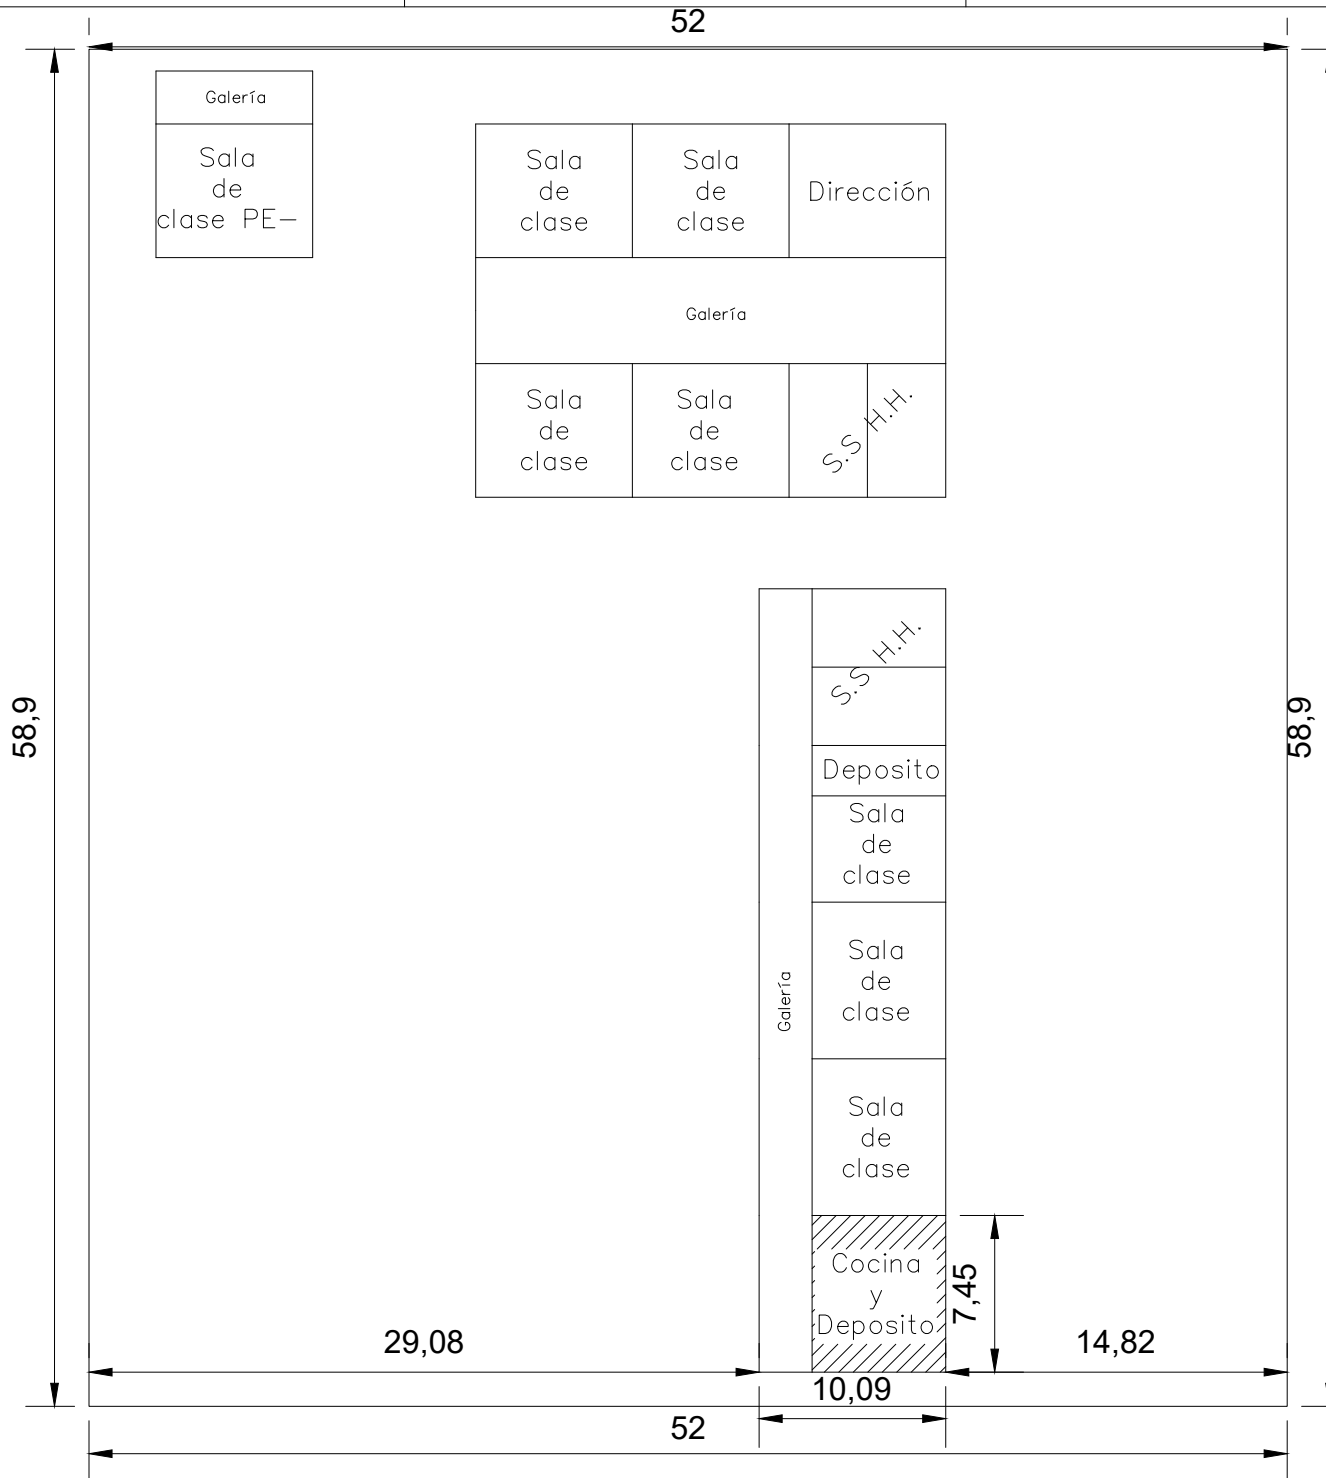 52
Galería
Sala
de
clase PE-
Sala
de
clase
Sala
de
clase
Dirección
Galería
Sala
de
clase
Sala
de
clase
S.S H.H.
58,9
58,9
S.S H.H.
Deposito
Sala
de
clase
Galería
Sala
de
clase
Sala
de
clase
Cocina
y
Deposito
7,45
29,08
14,82
10,09
52